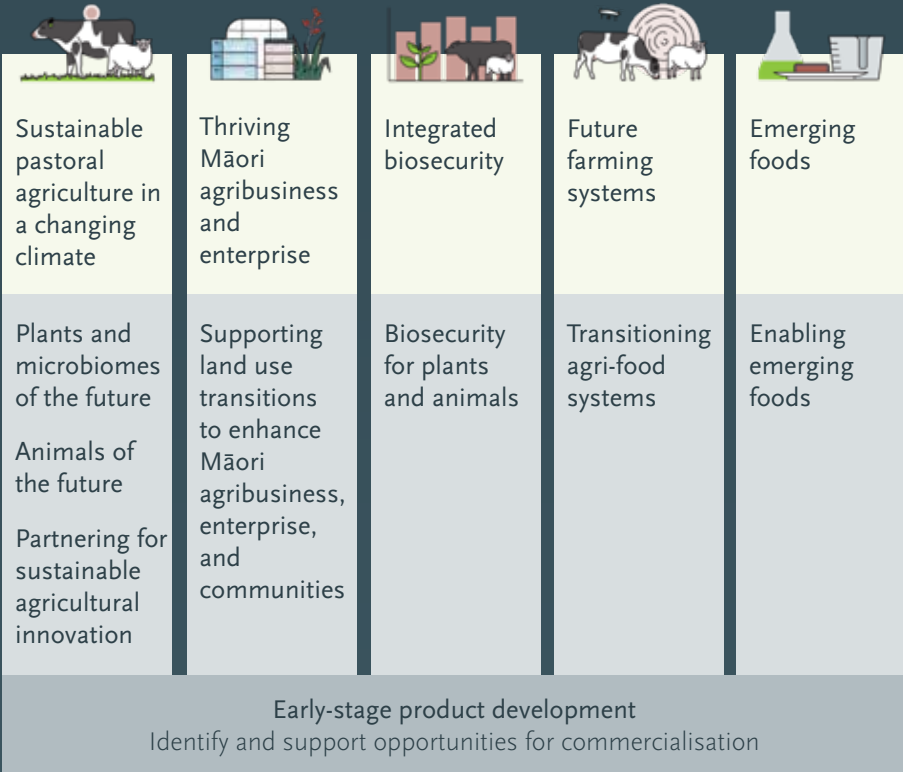 Sustainable
pastoral
agriculture in
a changing
climate
Thriving
Māori
agribusiness
and
enterprise
Integrated
biosecurity
Future
farming
systems
Emerging
foods
Plants and
microbiomes
of the future
Animals of
the future
Partnering for
sustainable
agricultural
innovation
Supporting
land use
transitions
to enhance
Māori
agribusiness,
enterprise,
and
communities
Biosecurity
for plants
and animals
Transitioning
agri-food
systems
Enabling
emerging
foods
Early-stage product development
Identify and support opportunities for commercialisation